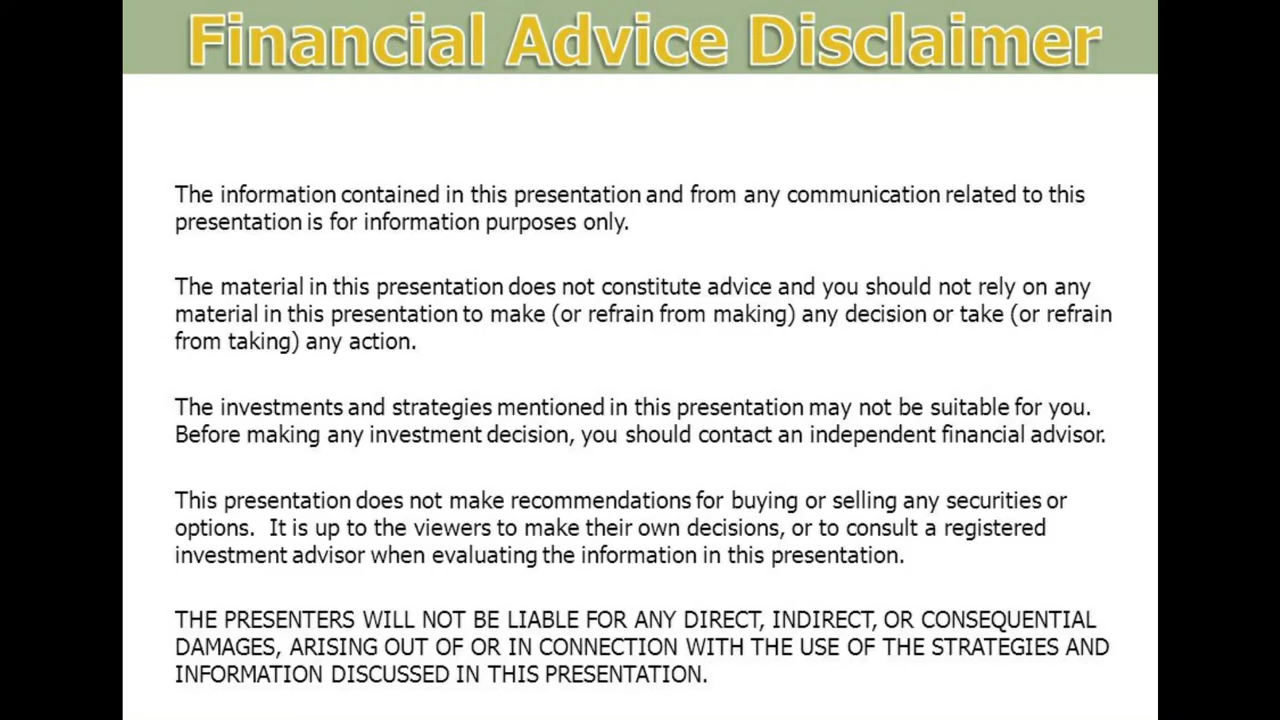 Financial Advice Disclaimer
The information contained in this presentation and from any communication related to this
presentation is for information purposes only.
The material in this presentation does not constitute advice and you should not rely on any
material in this presentation to make (or refrain from making) any decision or take (or refrain
from taking) any action.
The investments and strategies mentioned in this presentation may not be suitable for you.
Before making any investment decision, you should contact an independent financial advisor.
This presentation does not make recommendations for buying or selling any securities or
options.  It is up to the viewers to make their own decisions, or to consult a registered
investment advisor when evaluating the information in this presentation.
THE PRESENTERS WILL NOT BE LIABLE FOR ANY DIRECT, INDIRECT, OR CONSEQUENTIAL
DAMAGES, ARISING OUT OF OR IN CONNECTION WITH THE USE OF THE STRATEGIES AND
INFORMATION DISCUSSED IN THIS PRESENTATION.